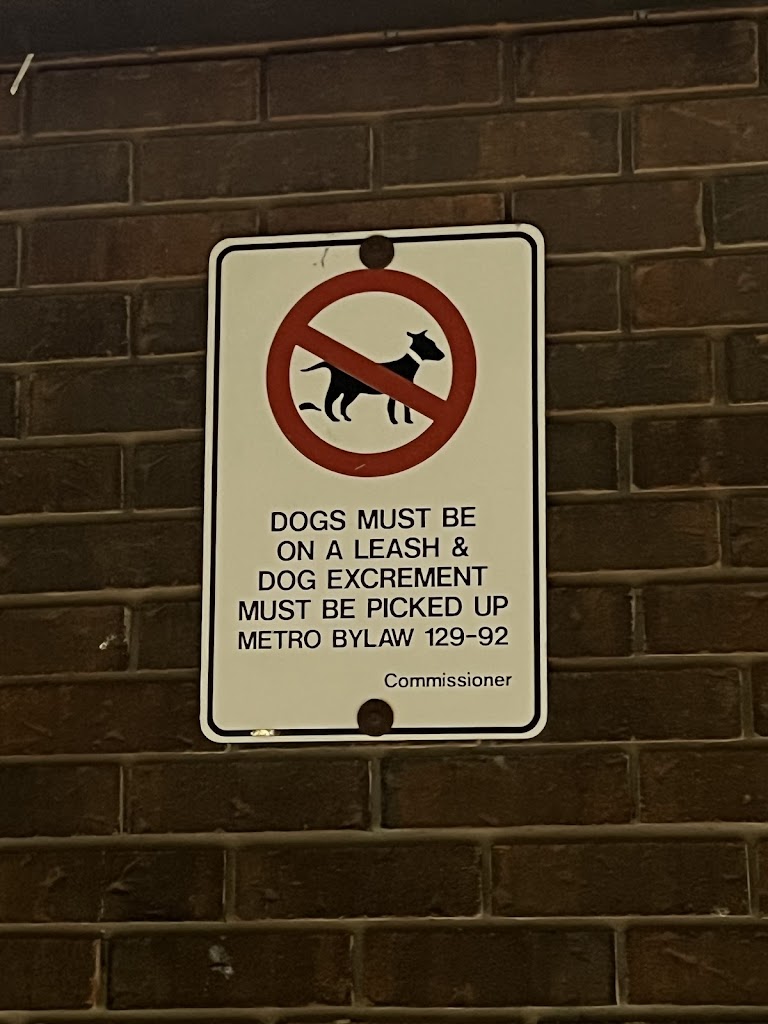 DOGS MUST BE
ON A LEASH &
DOG EXCREMENT
MUST BE PICKED UP
METRO BYLAW 129-92
Commissioner